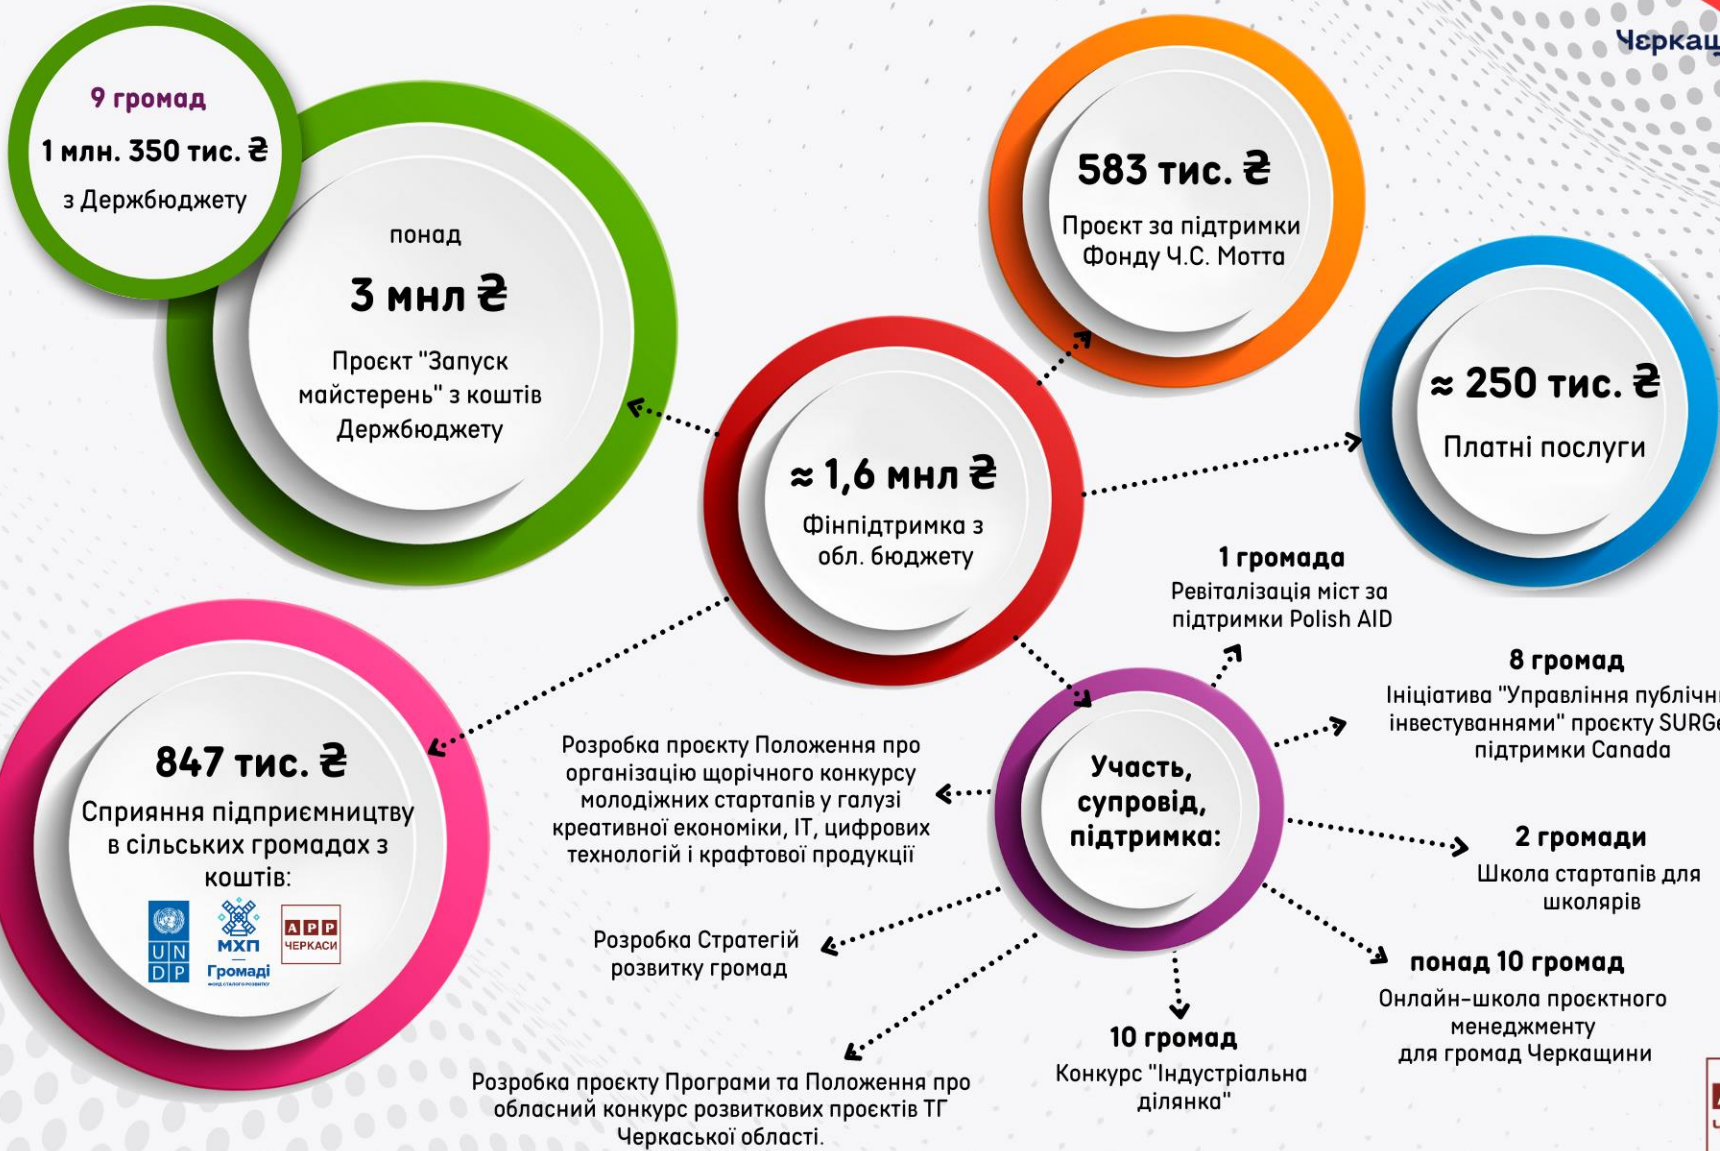 Черкащ
9 громад
1 млн. 350 тис. ₴
з Держбюджету
понад
3 мнл ₴
Проєкт "Запуск
майстерень" з коштів
Держбюджету
583 тис. ₴
Проєкт за підтримки
Фонду Ч.С. Мотта
≈ 250 тис. ₴
Платні послуги
≈ 1,6 мнл ₴
Фінпідтримка з
обл. бюджету
847 тис. ₴
Сприяння підприємництву
в сільських громадах з
коштів:
UN
DP
МХП
Громаді
ФОНД СТАЛОГО РОЗВИТКУ
АРР
ЧЕРКАСИ
Участь,
супровід,
підтримка:
1 громада
Ревіталізація міст за
підтримки Polish AID
8 громад
Ініціатива "Управління публічни
інвестуваннями" проєкту SURGe
підтримки Canada
2 громади
Школа стартапів для
школярів
понад 10 громад
Онлайн-школа проєктного
менеджменту
для громад Черкащини
10 громад
Конкурс "Індустріальна
ділянка"
Розробка проєкту Положення про
організацію щорічного конкурсу
молодіжних стартапів у галузі
креативної економіки, ІТ, цифрових
технологій і крафтової продукції
Розробка Стратегій
розвитку громад
Розробка проєкту Програми та Положення про
обласний конкурс розвиткових проєктів ТГ
Черкаської області.